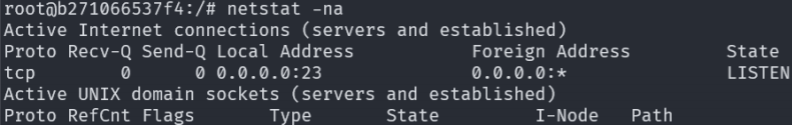 root@b271066537f4:/# netstat -na
Active Internet connections (servers and established)
Proto Recv-Q Send-Q Local Address           Foreign Address         State
tcp        0      0 0.0.0.0:23              0.0.0.0:*               LISTEN
Active UNIX domain sockets (servers and established)
Proto RefCnt Flags       Type       State         I-Node   Path